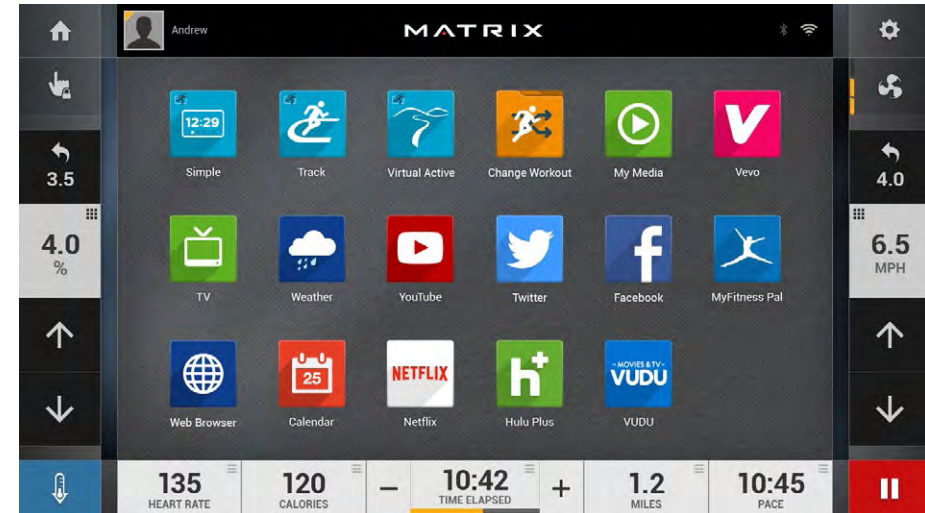 Andrew
MATRIX
3.5
4.0
%
4.0
6.5
MPH
12:29
Simple
Track
Virtual Active
Change Workout
My Media
Vevo
TV
Weather
YouTube
Twitter
Facebook
MyFitness Pal
25
NETFLIX
h+
MOVIES & TV
VUDU
Web Browser
Calendar
Netflix
Hulu Plus
VUDU
135
HEART RATE
120
CALORIES
10:42
TIME ELAPSED
1.2
MILES
10:45
PACE